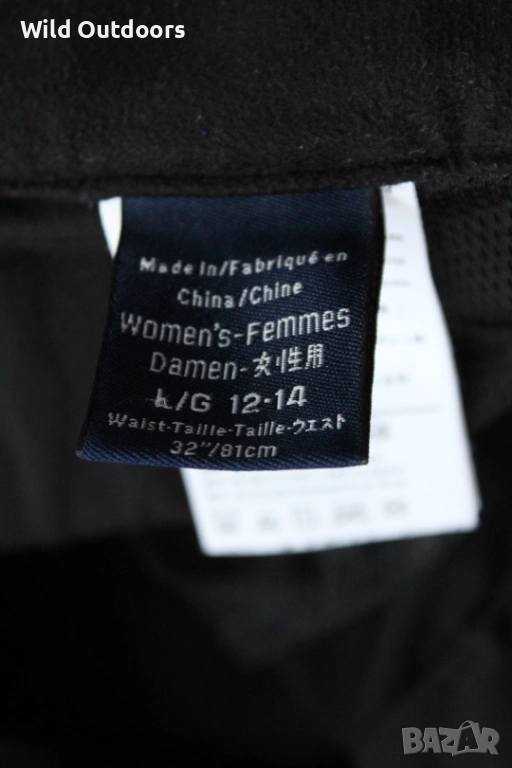 Wild Outdoors
Made In/Fabriqué en
China/Chine
Women's-Femmes
Damen-女性用
L/G 12-14
Waist-Taille-Taille-ウエスト
32"/81cm
BAZAR